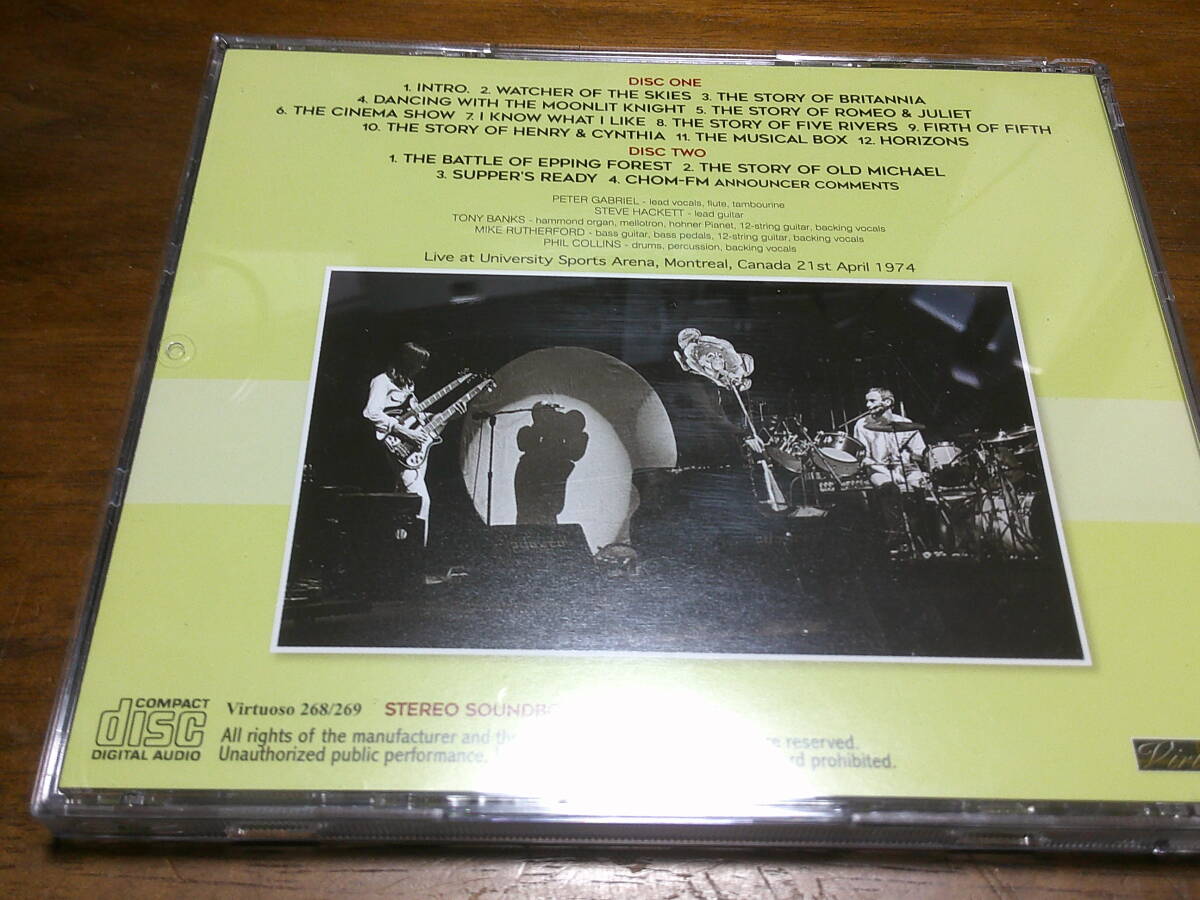 DISC ONE
1. INTRO. 2. WATCHER OF THE SKIES 3. THE STORY OF BRITANNIA
4. DANCING WITH THE MOONLIT KNIGHT 5. THE STORY OF ROMEO & JULIET
6. THE CINEMA SHOW 7. I KNOW WHAT I LIKE 8. THE STORY OF FIVE RIVERS 9. FIRTH OF FIFTH
10. THE STORY OF HENRY & CYNTHIA 11. THE MUSICAL BOX 12. HORIZONS
DISC TWO
1. THE BATTLE OF EPPING FOREST 2. THE STORY OF OLD MICHAEL
3. SUPPER'S READY 4. CHOM-FM ANNOUNCER COMMENTS
PETER GABRIEL - lead vocals, flute, tambourine
STEVE HACKETT - lead guitar
TONY BANKS - hammond organ, mellotron, hohner Pianet, 12-string guitar, backing vocals
MIKE RUTHERFORD - bass guitar, bass pedals, 12-string guitar, backing vocals
PHIL COLLINS - drums, percussion, backing vocals
Live at University Sports Arena, Montreal, Canada 21st April 1974
COMPACT disc DIGITAL AUDIO
Virtuoso 268/269 STEREO
All rights of the manufacturer and reserved.
Unauthorized public performance. prohibited.